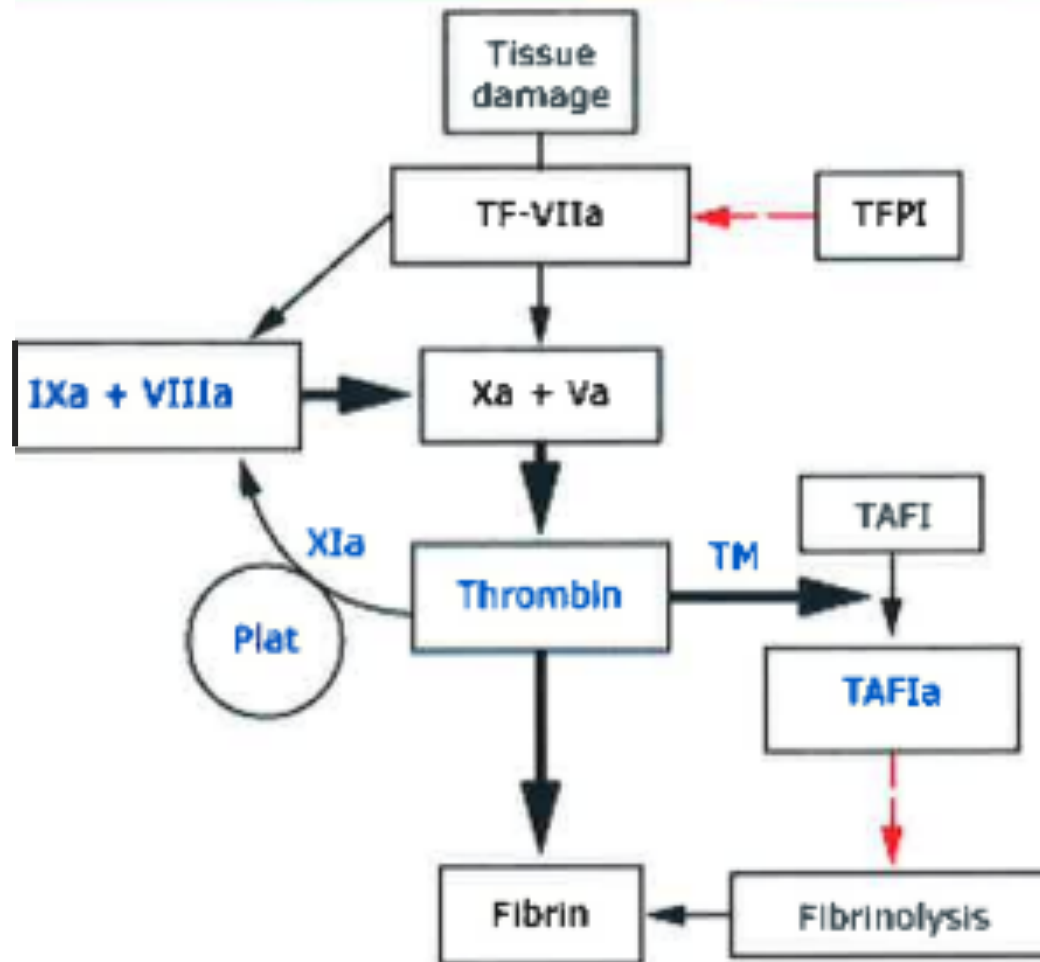 Tissue
damage
TF-VIIa
TFPI
IXa + VIIIa
Xa + Va
TAFI
XIa
TM
Thrombin
Plat
TAFIa
Fibrin
Fibrinolysis